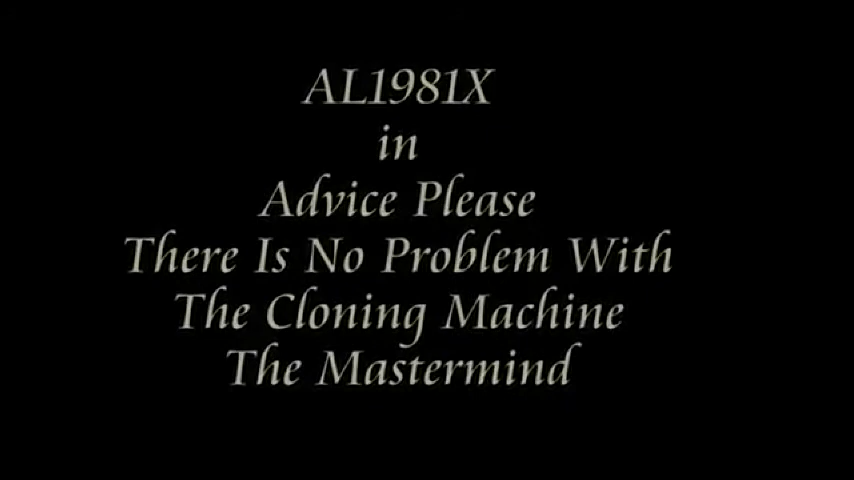 AL1981X
in
Advice Please
There Is No Problem With
The Cloning Machine
The Mastermind